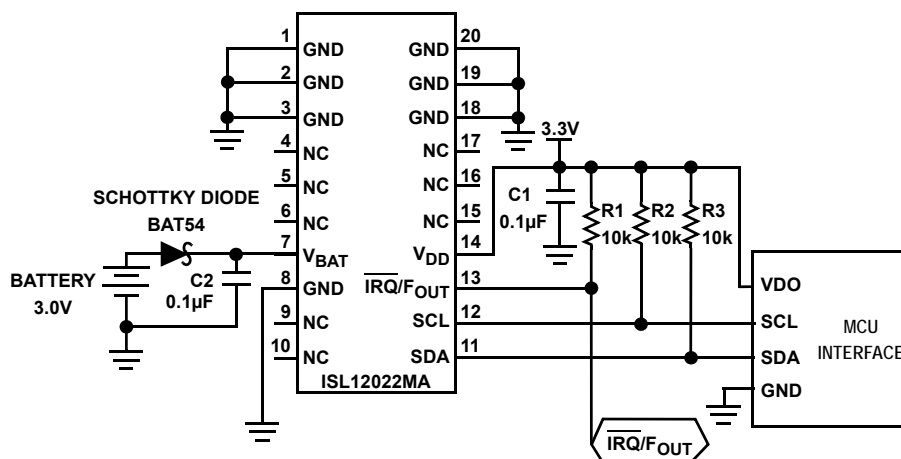 1
GND
GND
20
2
GND
GND
19
3
GND
GND
18
4
NC
NC
17
5
NC
NC
16
6
NC
NC
15
7
VBAT
VDD
14
8
GND
IRQ/FOUT
13
9
NC
SCL
12
10
NC
SDA
11
ISL12022MA
SCHOTTKY DIODE
BAT54
BATTERY
3.0V
C2
0.1µF
3.3V
C1
0.1µF
R1
10k
R2
10k
R3
10k
VDO
SCL
SDA
GND
MCU
INTERFACE
IRQ/FOUT